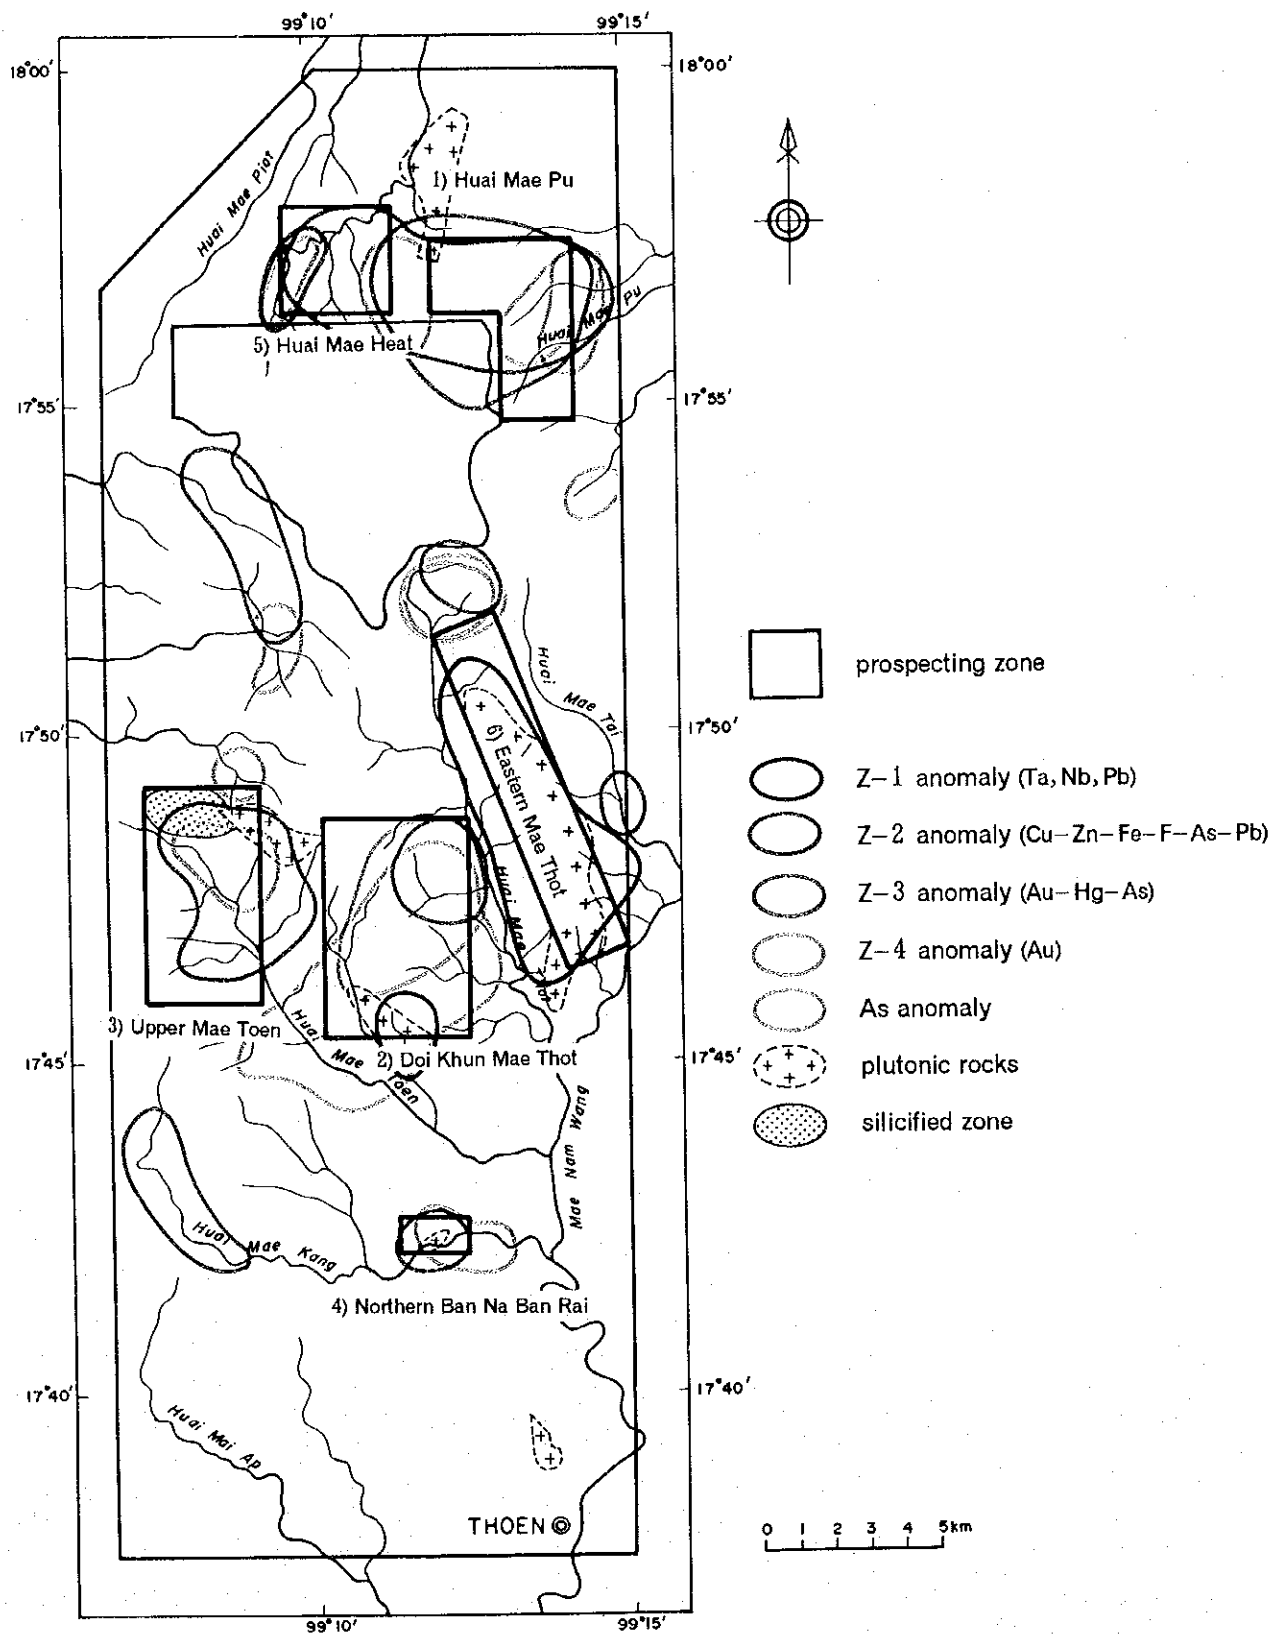 99°10′
99°15′
18°00′
18°00′
Huai Mae Piat
1) Huai Mae Pu
Huai Mae Pu
5) Huai Mae Heat
17°55′
17°55′
Huai Mae Tai
prospecting zone
17°50′
17°50′
6) Eastern Mae Thot
Z-1 anomaly (Ta, Nb, Pb)
Z-2 anomaly (Cu-Zn-Fe-F-As-Pb)
Z-3 anomaly (Au-Hg-As)
Z-4 anomaly (Au)
As anomaly
plutonic rocks
silicified zone
Huai Mae
3) Upper Mae Toen
Huai Mae Toen
2) Doi Khun Mae Thot
17°45′
17°45′
Mae Nam Wang
Huai Mae Kang
4) Northern Ban Na Ban Rai
17°40′
17°40′
Huai Mai Ap
THOEN
0 1 2 3 4 5km
99°10′
99°15′